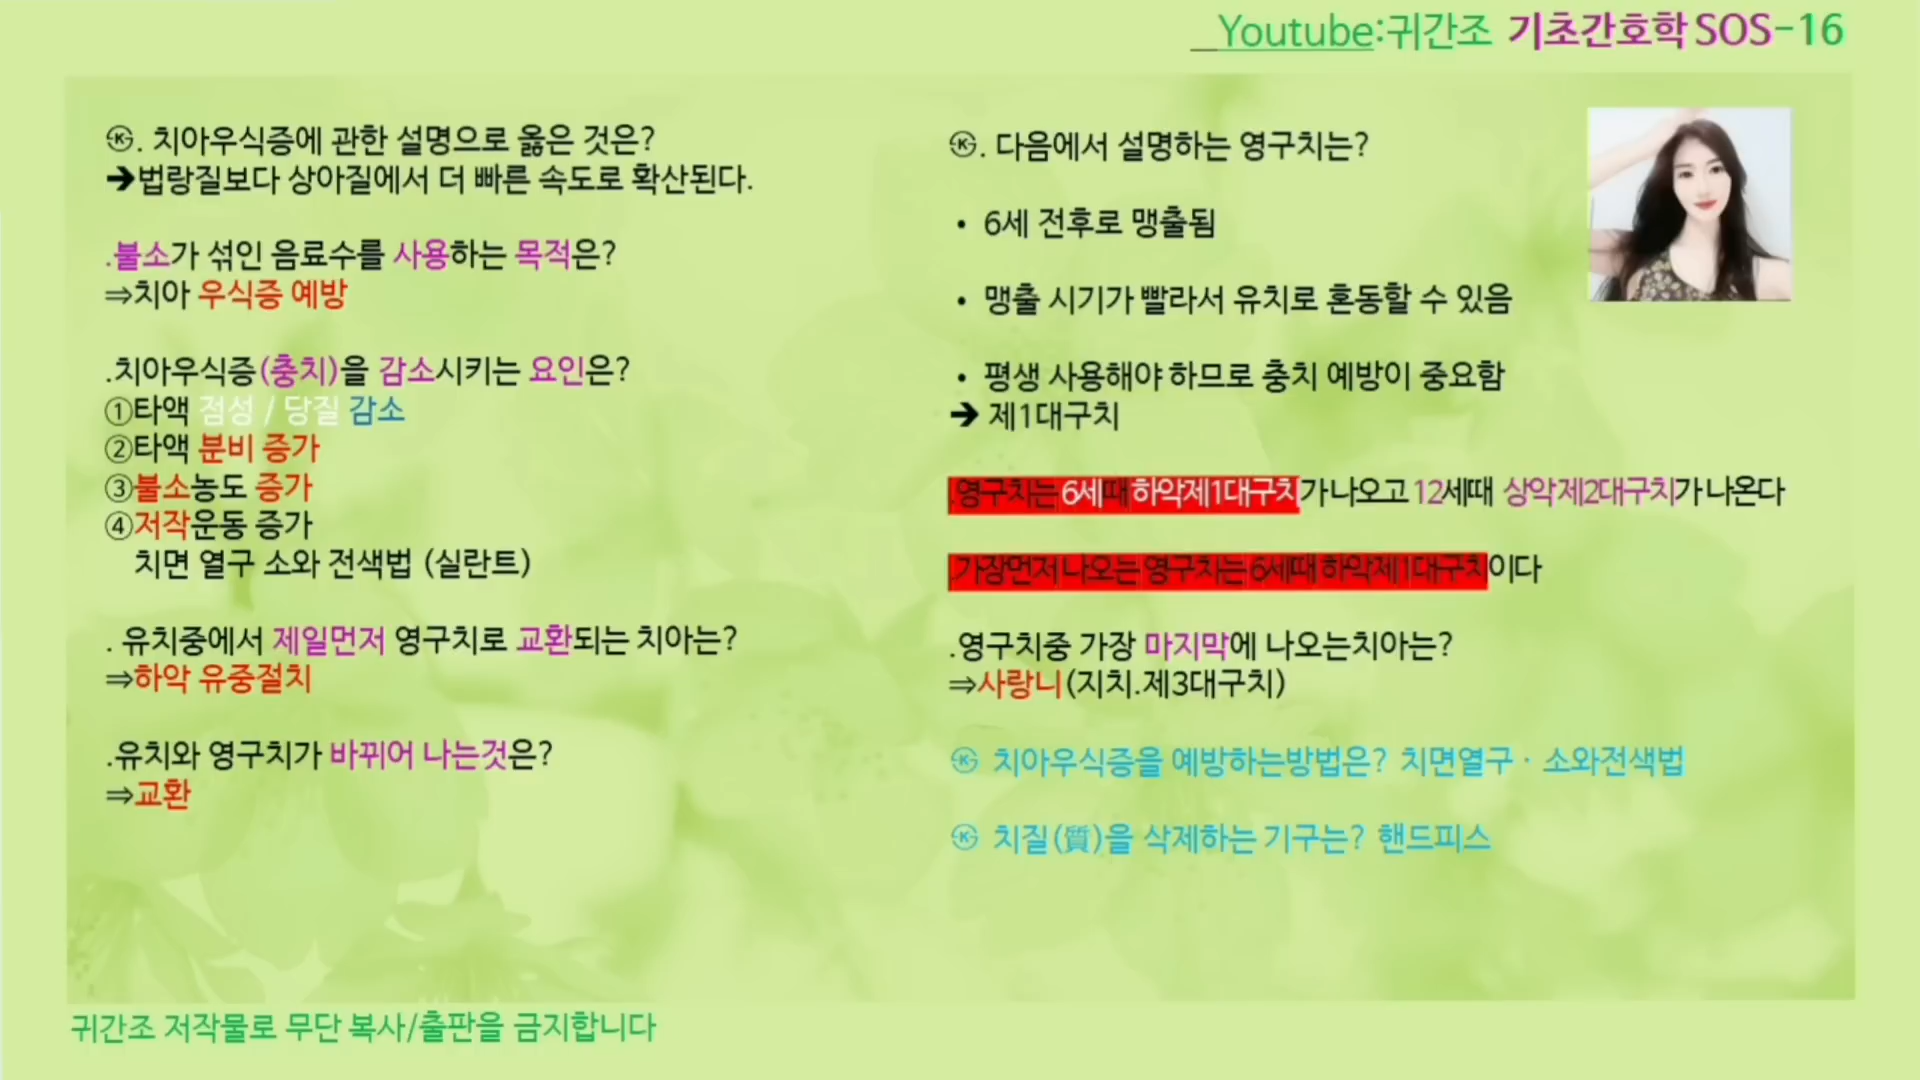 Youtube:귀간조 기초간호학 SOS-16
㉿. 치아우식증에 관한 설명으로 옳은 것은?
➔법랑질보다 상아질에서 더 빠른 속도로 확산된다.
.불소가 섞인 음료수를 사용하는 목적은?
⇒치아 우식증 예방
.치아우식증(충치)을 감소시키는 요인은?
①타액 점성 / 당질 감소
②타액 분비 증가
③불소농도 증가
④저작운동 증가
치면 열구 소와 전색법 (실란트)
. 유치중에서 제일먼저 영구치로 교환되는 치아는?
⇒하악 유중절치
.유치와 영구치가 바뀌어 나는것은?
⇒교환
㉿. 다음에서 설명하는 영구치는?
• 6세 전후로 맹출됨
• 맹출 시기가 빨라서 유치로 혼동할 수 있음
• 평생 사용해야 하므로 충치 예방이 중요함
➔ 제1대구치
.영구치는 6세때 하악제1대구치가 나오고 12세때 상악제2대구치가 나온다
.가장먼저 나오는 영구치는 6세때 하악제1대구치이다
.영구치중 가장 마지막에 나오는치아는?
⇒사랑니(지치.제3대구치)
㉿ 치아우식증을 예방하는방법은? 치면열구 · 소와전색법
㉿ 치질(質)을 삭제하는 기구는? 핸드피스
귀간조 저작물로 무단 복사/출판을 금지합니다